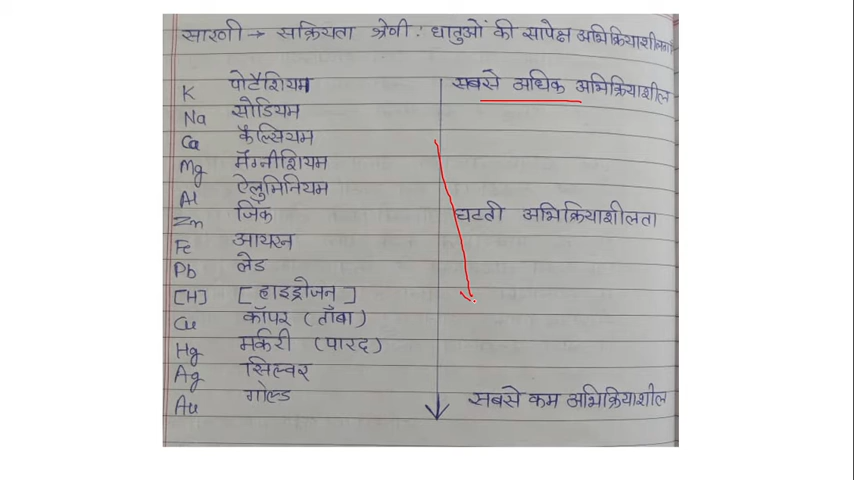 सारणी → सक्रियता श्रेणी : धातुओं की सापेक्ष अभिक्रियाशीलता
K पोटैशियम सबसे अधिक अभिक्रियाशील
Na सोडियम
Ca कैल्सियम
Mg मैग्नीशियम
Al ऐलुमिनियम
Zn जिंक घटती अभिक्रियाशीलता
Fe आयरन
Pb लेड
[H] [हाइड्रोजन]
Cu कॉपर (ताँबा)
Hg मर्करी (पारद)
Ag सिल्वर
Au गोल्ड सबसे कम अभिक्रियाशील